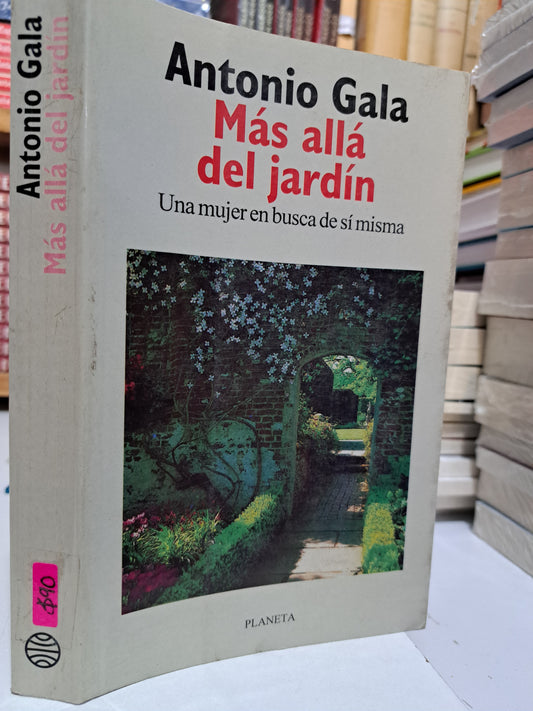 Antonio Gala
Más allá
del jardín
Una mujer en busca de sí misma
PLANETA
Antonio Gala
Más allá del jardín
$90